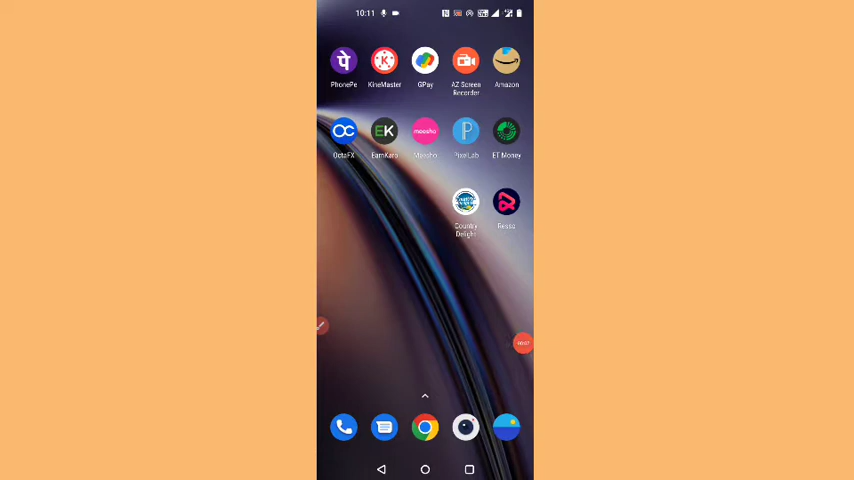 10:11
PhonePe KineMaster GPay AZ Screen Amazon
Recorder
OctaFX EarnKaro Meesho PixelLab ET Money
Country Resso
Delight